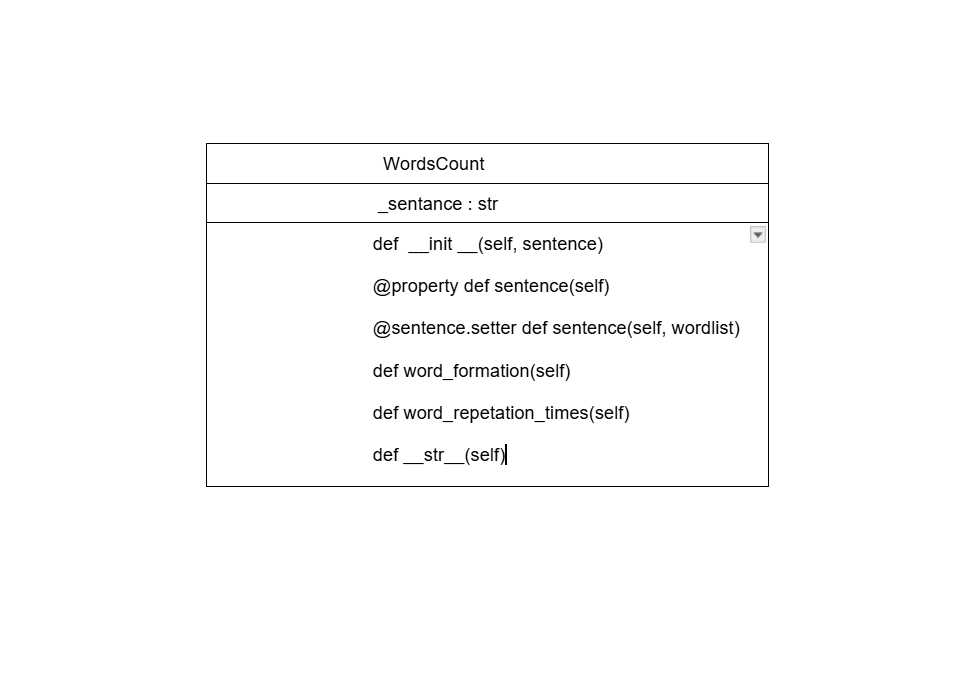 WordsCount
_sentance : str
def  __init __(self, sentence)
@property def sentence(self)
@sentence.setter def sentence(self, wordlist)
def word_formation(self)
def word_repetation_times(self)
def __str__(self)